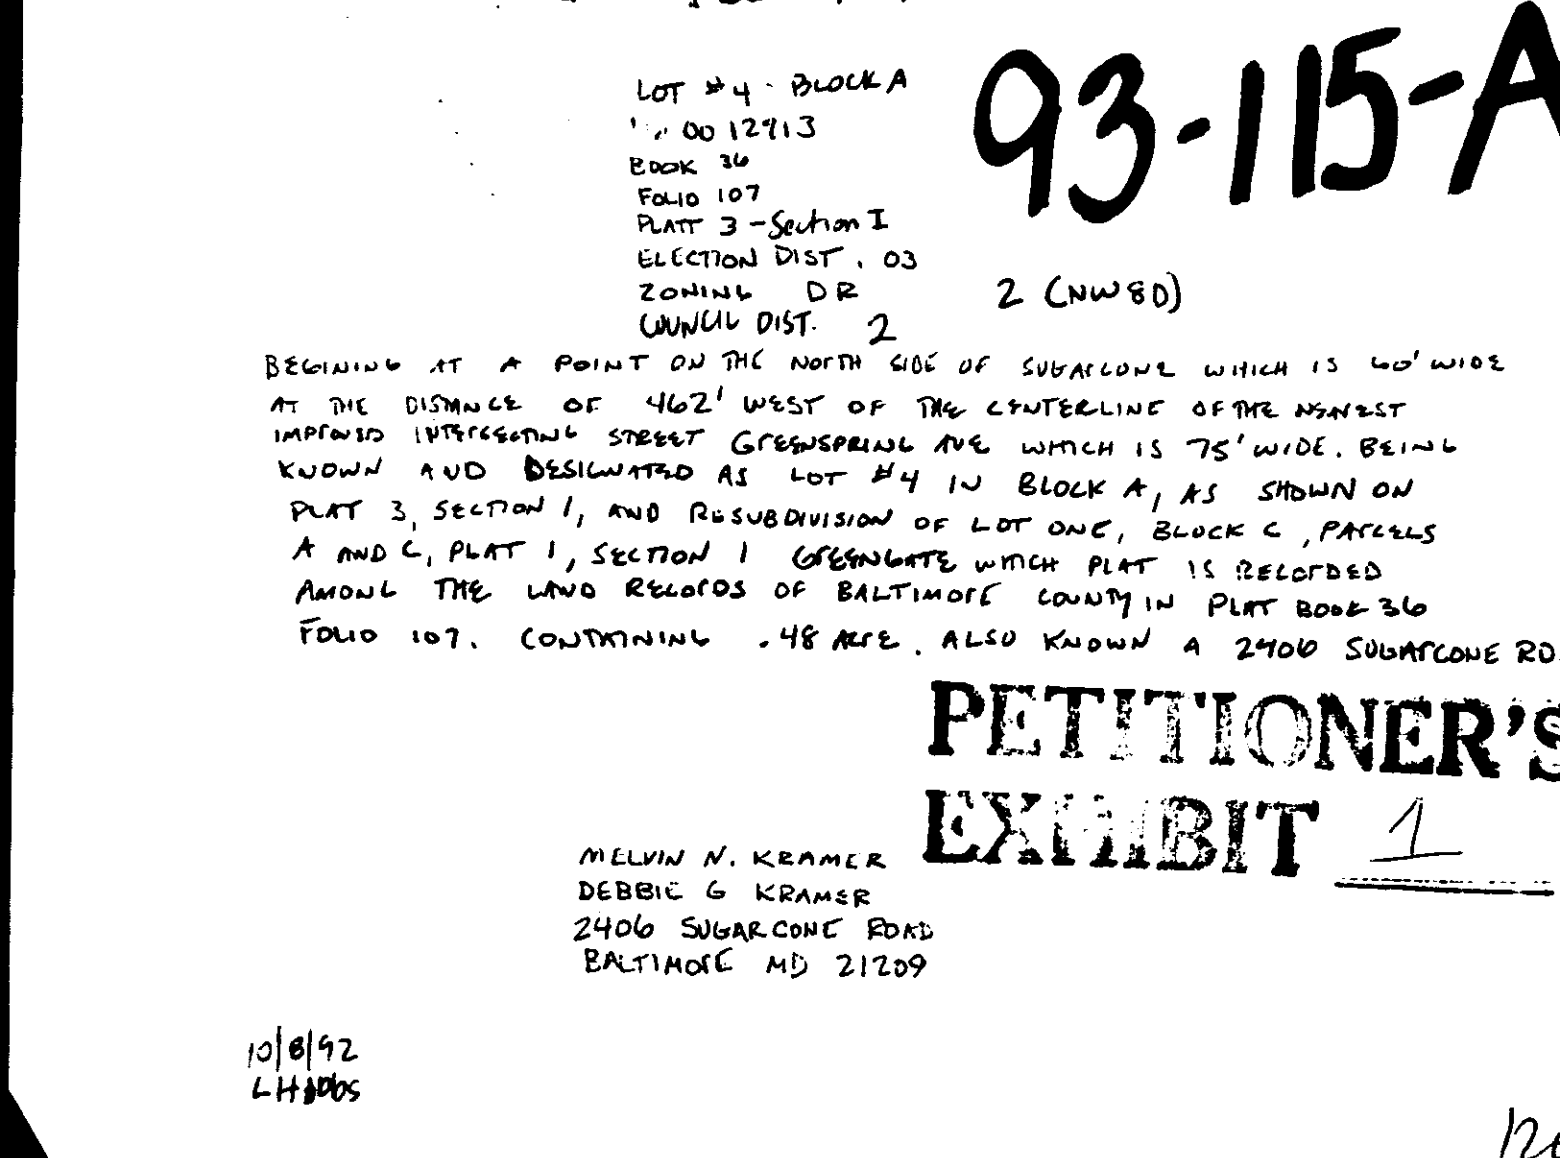 LOT #4 - BLOCK A
93-115-A
00 12913
BOOK 36
FOLIO 107
PLATT 3 - Section I
ELECTION DIST. 03
ZONING DR 2 (NW8D)
COUNCIL DIST. 2
BEGINING AT A POINT ON THE NORTH SIDE OF SUGARCONE WHICH IS 60' WIDE
AT THE DISTANCE OF 462' WEST OF THE CENTERLINE OF THE NEAREST
IMPROVED INTERSECTING STREET GREENSPRING AVE WHICH IS 75' WIDE. BEING
KNOWN AND DESIGNATED AS LOT #4 IN BLOCK A, AS SHOWN ON
PLAT 3, SECTION 1, AND RESUBDIVISION OF LOT ONE, BLOCK C, PARCELS
A AND C, PLAT 1, SECTION 1 GREENGATE WHICH PLAT IS RECORDED
AMONG THE LAND RECORDS OF BALTIMORE COUNTY IN PLAT BOOK 36
FOLIO 107. CONTAINING .48 ACRE. ALSO KNOWN A 2406 SUGARCONE RD.
PETITIONER'S
EXHIBIT 1
MELVIN N. KRAMER
DEBBIE G KRAMER
2406 SUGARCONE ROAD
BALTIMORE MD 21209
10/8/92